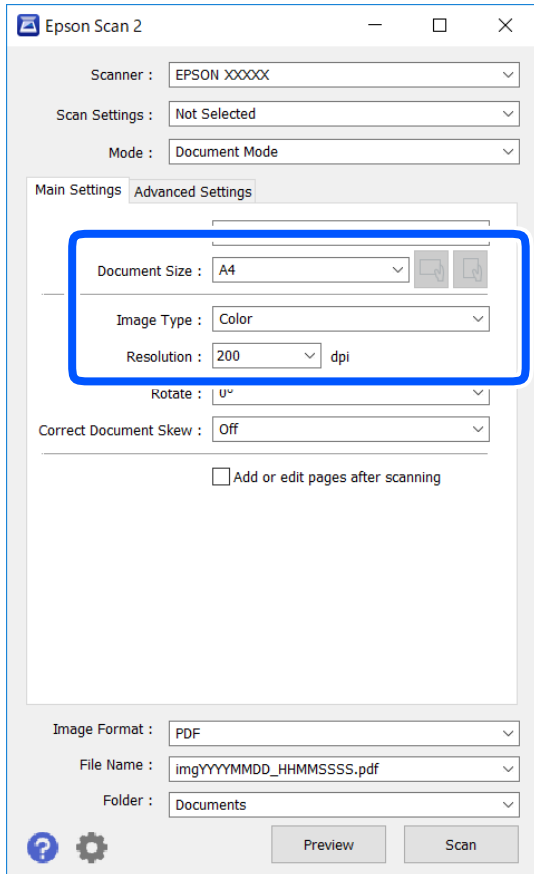 Epson Scan 2
Scanner : EPSON XXXXX
Scan Settings : Not Selected
Mode : Document Mode
Main Settings Advanced Settings
Document Size : A4
Image Type : Color
Resolution : 200 dpi
Rotate : 0°
Correct Document Skew : Off
Add or edit pages after scanning
Image Format : PDF
File Name : imgYYYYMMDD_HHMMSSSS.pdf
Folder : Documents
? Preview Scan